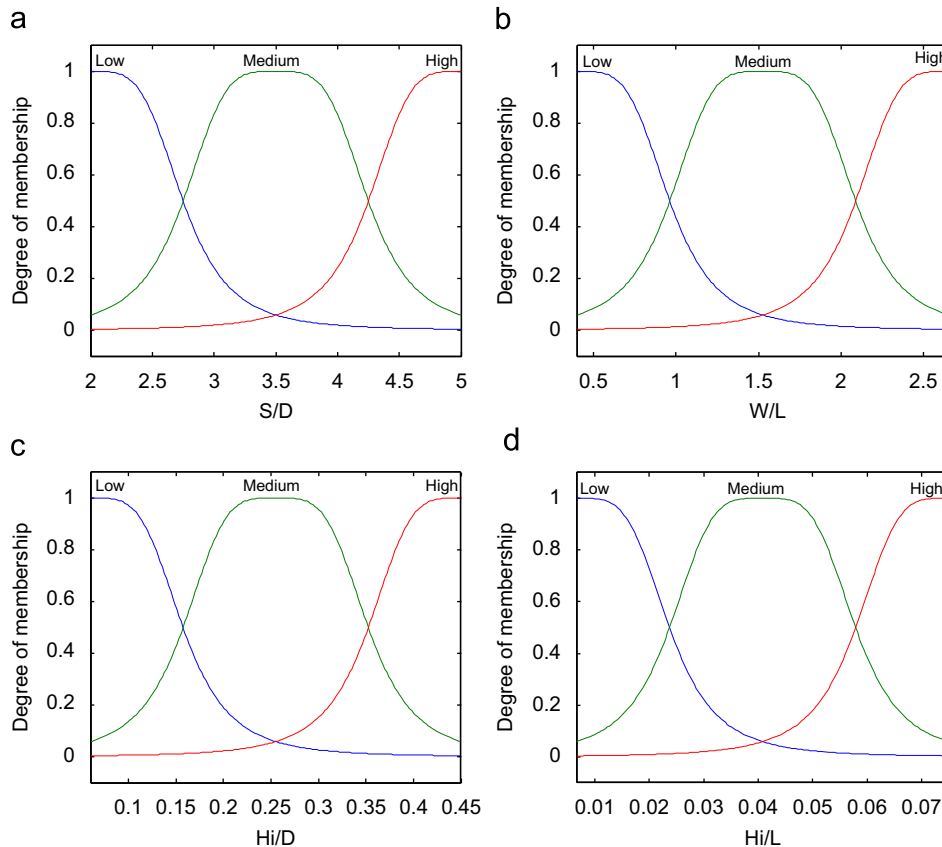 a
Low Medium High
1
0.8
0.6
0.4
0.2
0
Degree of membership
2 2.5 3 3.5 4 4.5 5
S/D
b
Low Medium High
1
0.8
0.6
0.4
0.2
0
Degree of membership
0.5 1 1.5 2 2.5
W/L
c
Low Medium High
1
0.8
0.6
0.4
0.2
0
Degree of membership
0.1 0.15 0.2 0.25 0.3 0.35 0.4 0.45
Hi/D
d
Low Medium High
1
0.8
0.6
0.4
0.2
0
Degree of membership
0.01 0.02 0.03 0.04 0.05 0.06 0.07
Hi/L